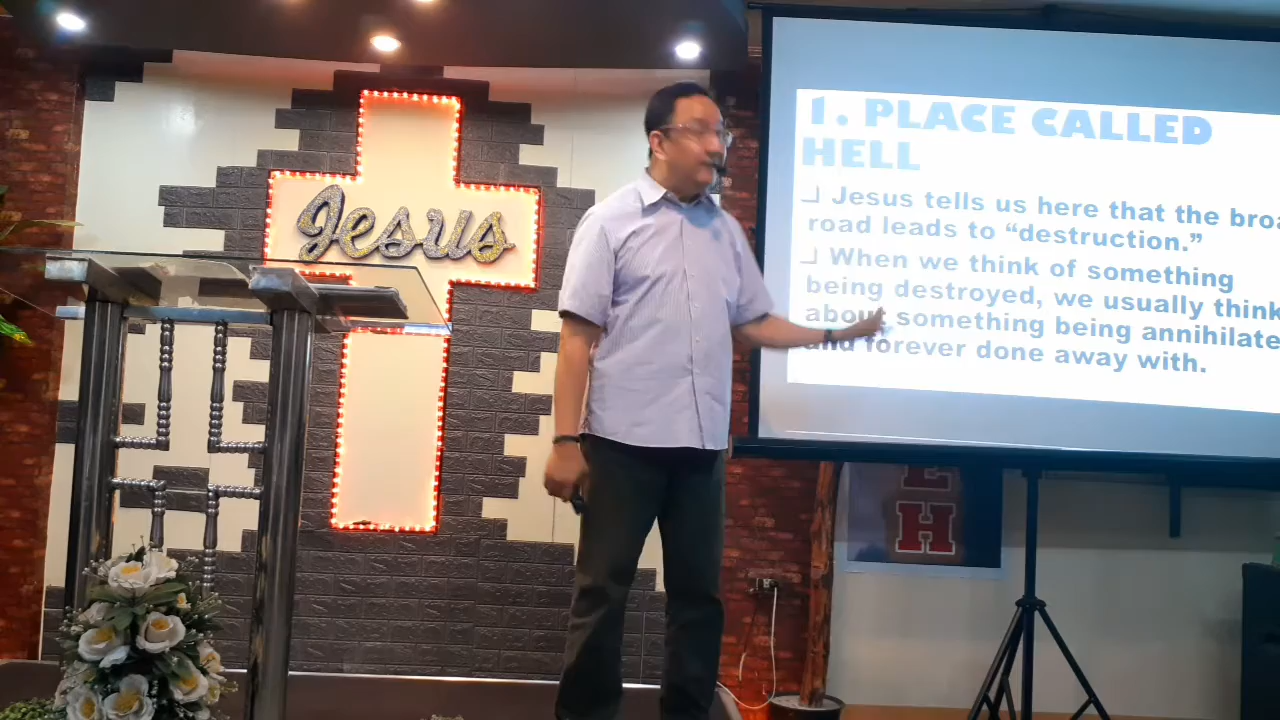 Jesus
1. PLACE CALLED
HELL
❑ Jesus tells us here that the
road leads to “destruction.”
❑ When we think of something
being destroyed, we usually think
about something being annihilate
and forever done away with.
EH